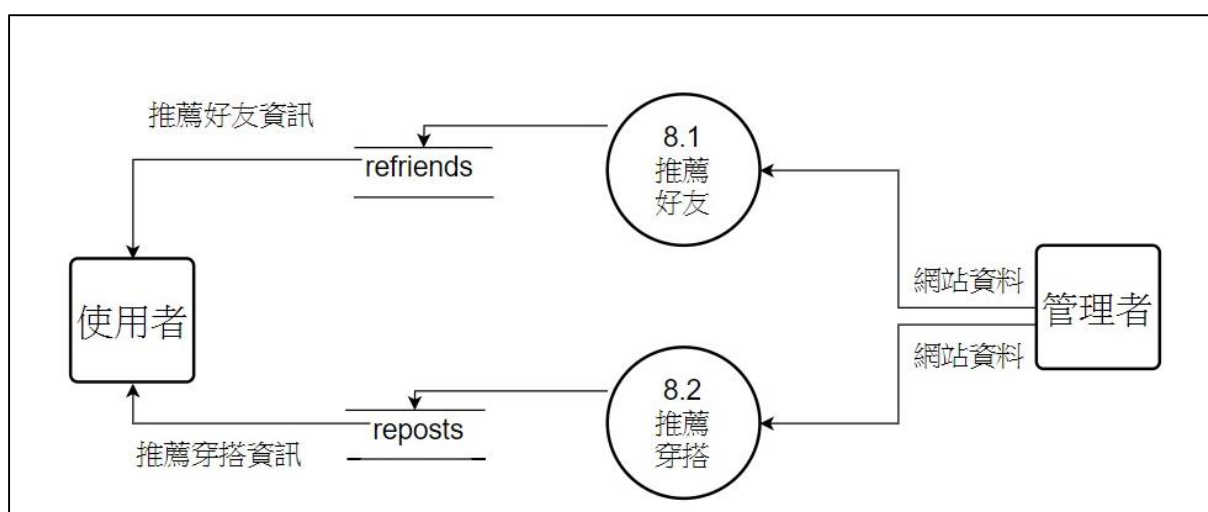 推薦好友資訊
refriends
8.1
推薦
好友
使用者
網站資料
管理者
網站資料
8.2
推薦
穿搭
reposts
推薦穿搭資訊